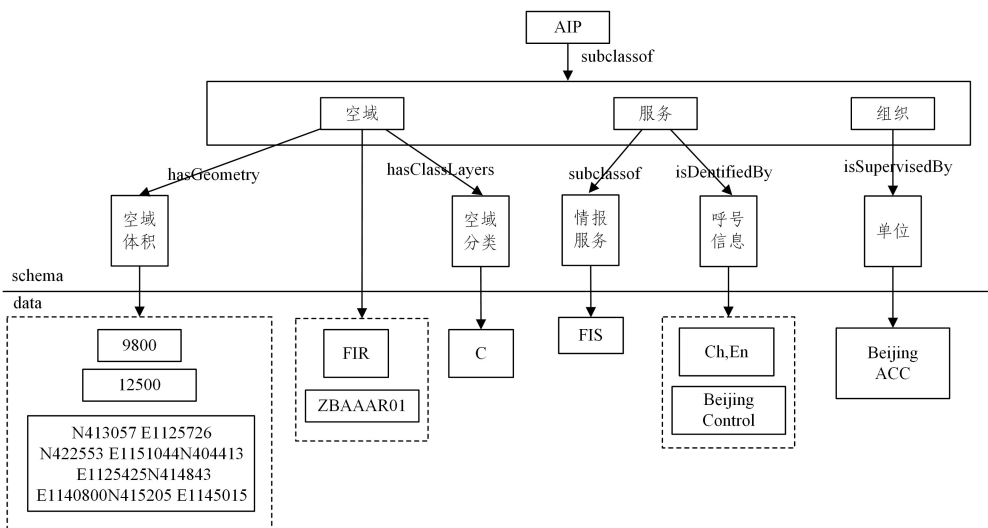 AIP
subclassof
空域
服务
组织
hasGeometry
hasClassLayers
subclassof
isDentifiedBy
isSupervisedBy
空域
体积
空域
分类
情报
服务
呼号
信息
单位
schema
data
9800
12500
N413057 E1125726
N422553 E1151044N404413
E1125425N414843
E1140800N415205 E1145015
FIR
ZBAAAR01
C
FIS
Ch,En
Beijing
Control
Beijing
ACC